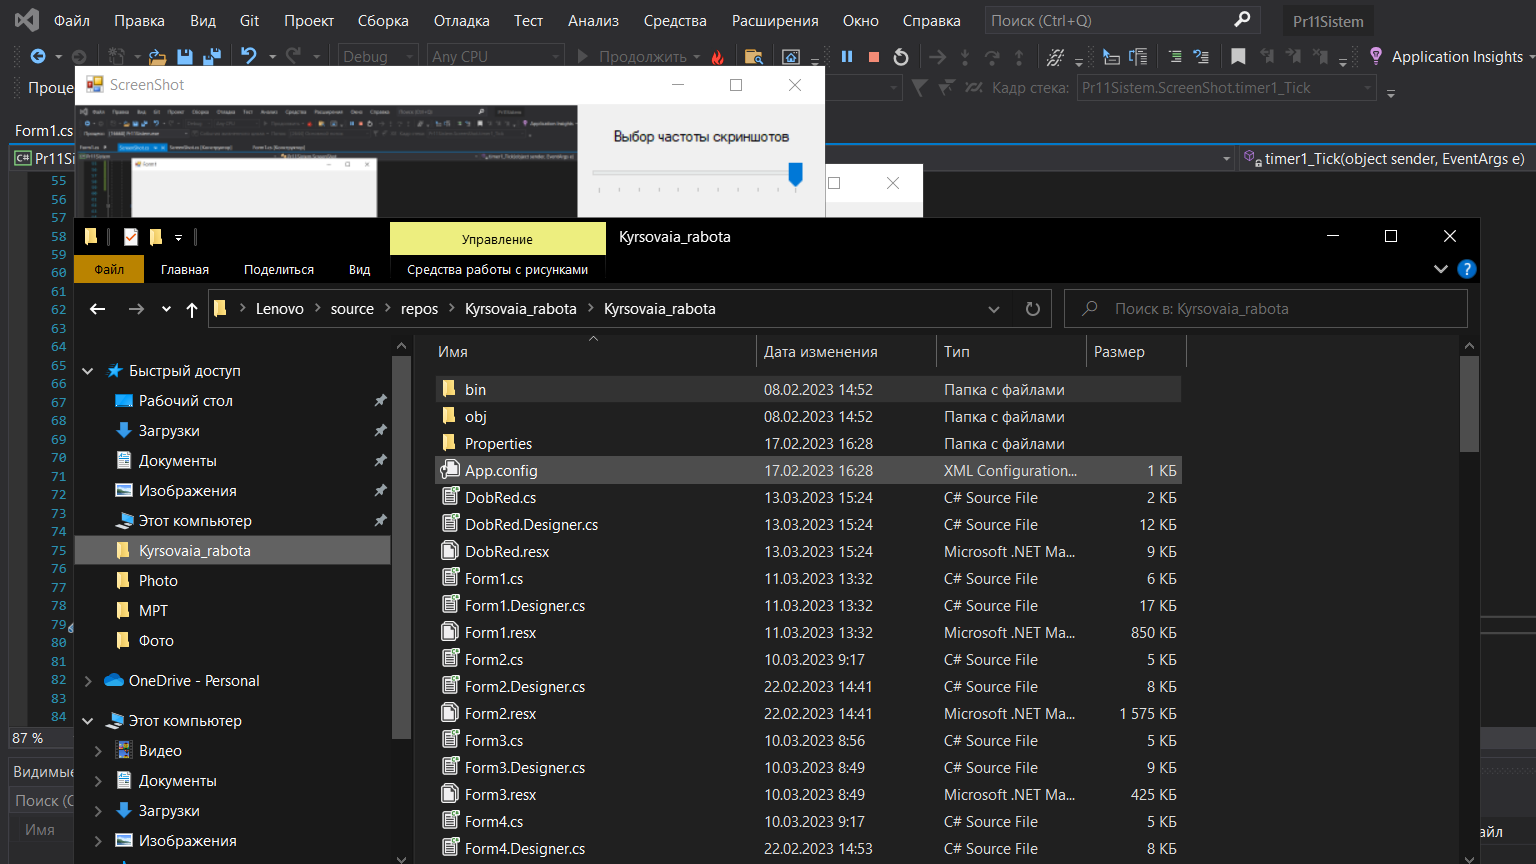 Файл Правка Вид Git Проект Сборка Отладка Тест Анализ Средства Расширения Окно Справка Поиск (Ctrl+Q) Pr11Sistem
Debug Any CPU Продолжить Application Insights
Проце Кадр стека: Pr11Sistem.ScreenShot.timer1_Tick
ScreenShot
Выбор частоты скриншотов
Form1.cs
Pr11Si timer1_Tick(object sender, EventArgs e)
55
56
57
58
59
60
61
62
63
64
65
66
67
68
69
70
71
72
73
74
75
76
77
78
79
80
81
82
83
84
87 %
Видимые
Поиск (C
Имя
айл
Управление Kyrsovaia_rabota
Файл Главная Поделиться Вид Средства работы с рисунками
Lenovo source repos Kyrsovaia_rabota Kyrsovaia_rabota Поиск в: Kyrsovaia_rabota
Быстрый доступ
Рабочий стол
Загрузки
Документы
Изображения
Этот компьютер
Kyrsovaia_rabota
Photo
МРТ
Фото
OneDrive - Personal
Этот компьютер
Видео
Документы
Загрузки
Изображения
Имя Дата изменения Тип Размер
bin 08.02.2023 14:52 Папка с файлами
obj 08.02.2023 14:52 Папка с файлами
Properties 17.02.2023 16:28 Папка с файлами
App.config 17.02.2023 16:28 XML Configuration... 1 КБ
DobRed.cs 13.03.2023 15:24 C# Source File 2 КБ
DobRed.Designer.cs 13.03.2023 15:24 C# Source File 12 КБ
DobRed.resx 13.03.2023 15:24 Microsoft .NET Ma... 9 КБ
Form1.cs 11.03.2023 13:32 C# Source File 6 КБ
Form1.Designer.cs 11.03.2023 13:32 C# Source File 17 КБ
Form1.resx 11.03.2023 13:32 Microsoft .NET Ma... 850 КБ
Form2.cs 10.03.2023 9:17 C# Source File 5 КБ
Form2.Designer.cs 22.02.2023 14:41 C# Source File 8 КБ
Form2.resx 22.02.2023 14:41 Microsoft .NET Ma... 1 575 КБ
Form3.cs 10.03.2023 8:56 C# Source File 5 КБ
Form3.Designer.cs 10.03.2023 8:49 C# Source File 9 КБ
Form3.resx 10.03.2023 8:49 Microsoft .NET Ma... 425 КБ
Form4.cs 10.03.2023 9:17 C# Source File 5 КБ
Form4.Designer.cs 22.02.2023 14:53 C# Source File 8 КБ